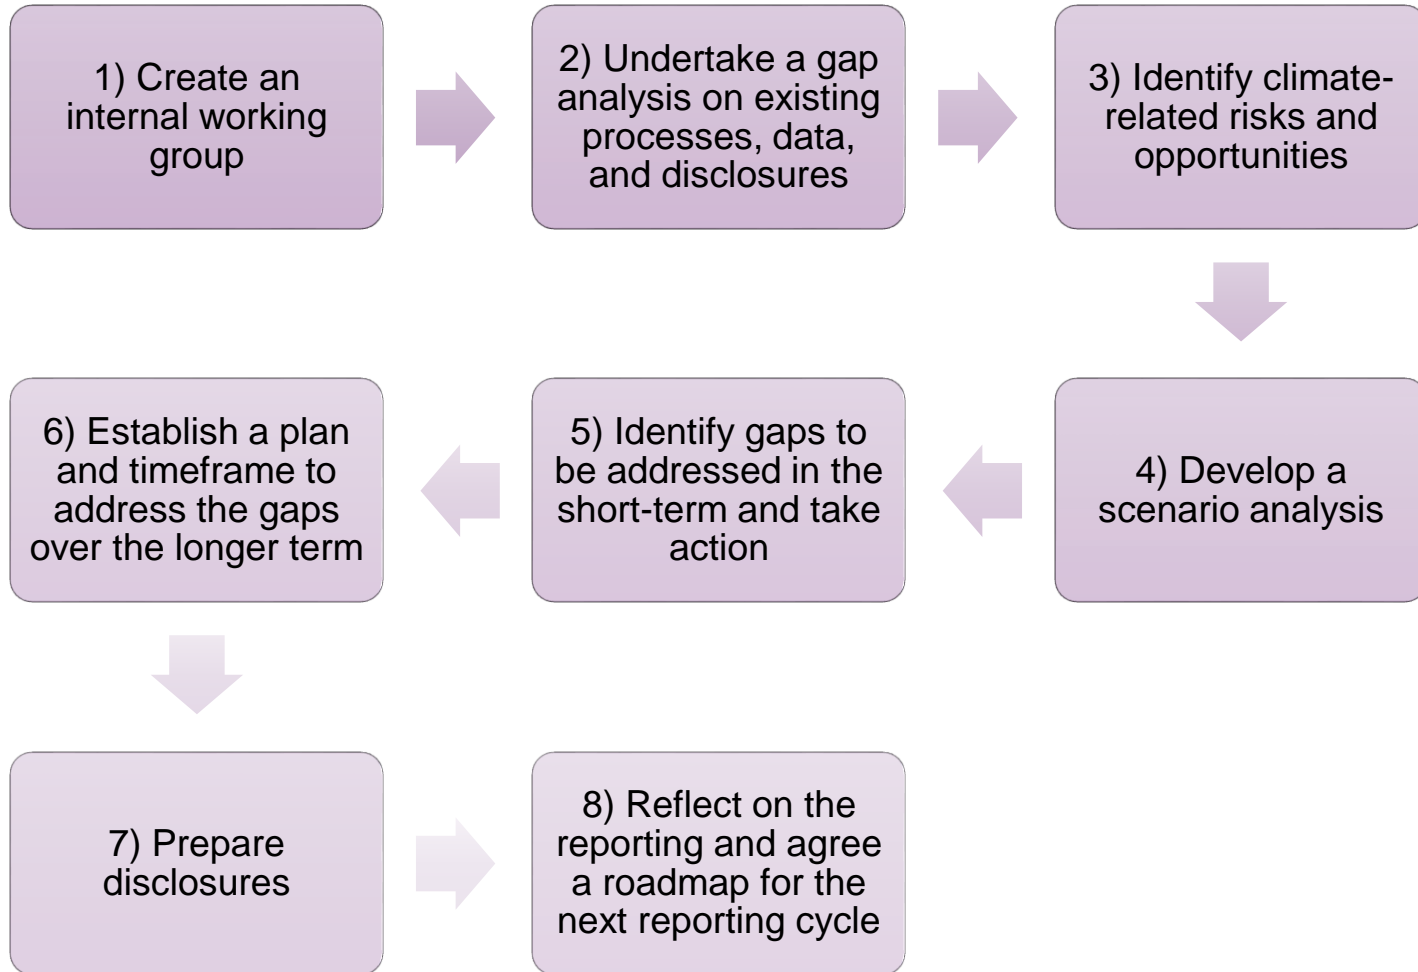 1) Create an
internal working
group
2) Undertake a gap
analysis on existing
processes, data,
and disclosures
3) Identify climate-
related risks and
opportunities
4) Develop a
scenario analysis
5) Identify gaps to
be addressed in the
short-term and take
action
6) Establish a plan
and timeframe to
address the gaps
over the longer term
7) Prepare
disclosures
8) Reflect on the
reporting and agree
a roadmap for the
next reporting cycle